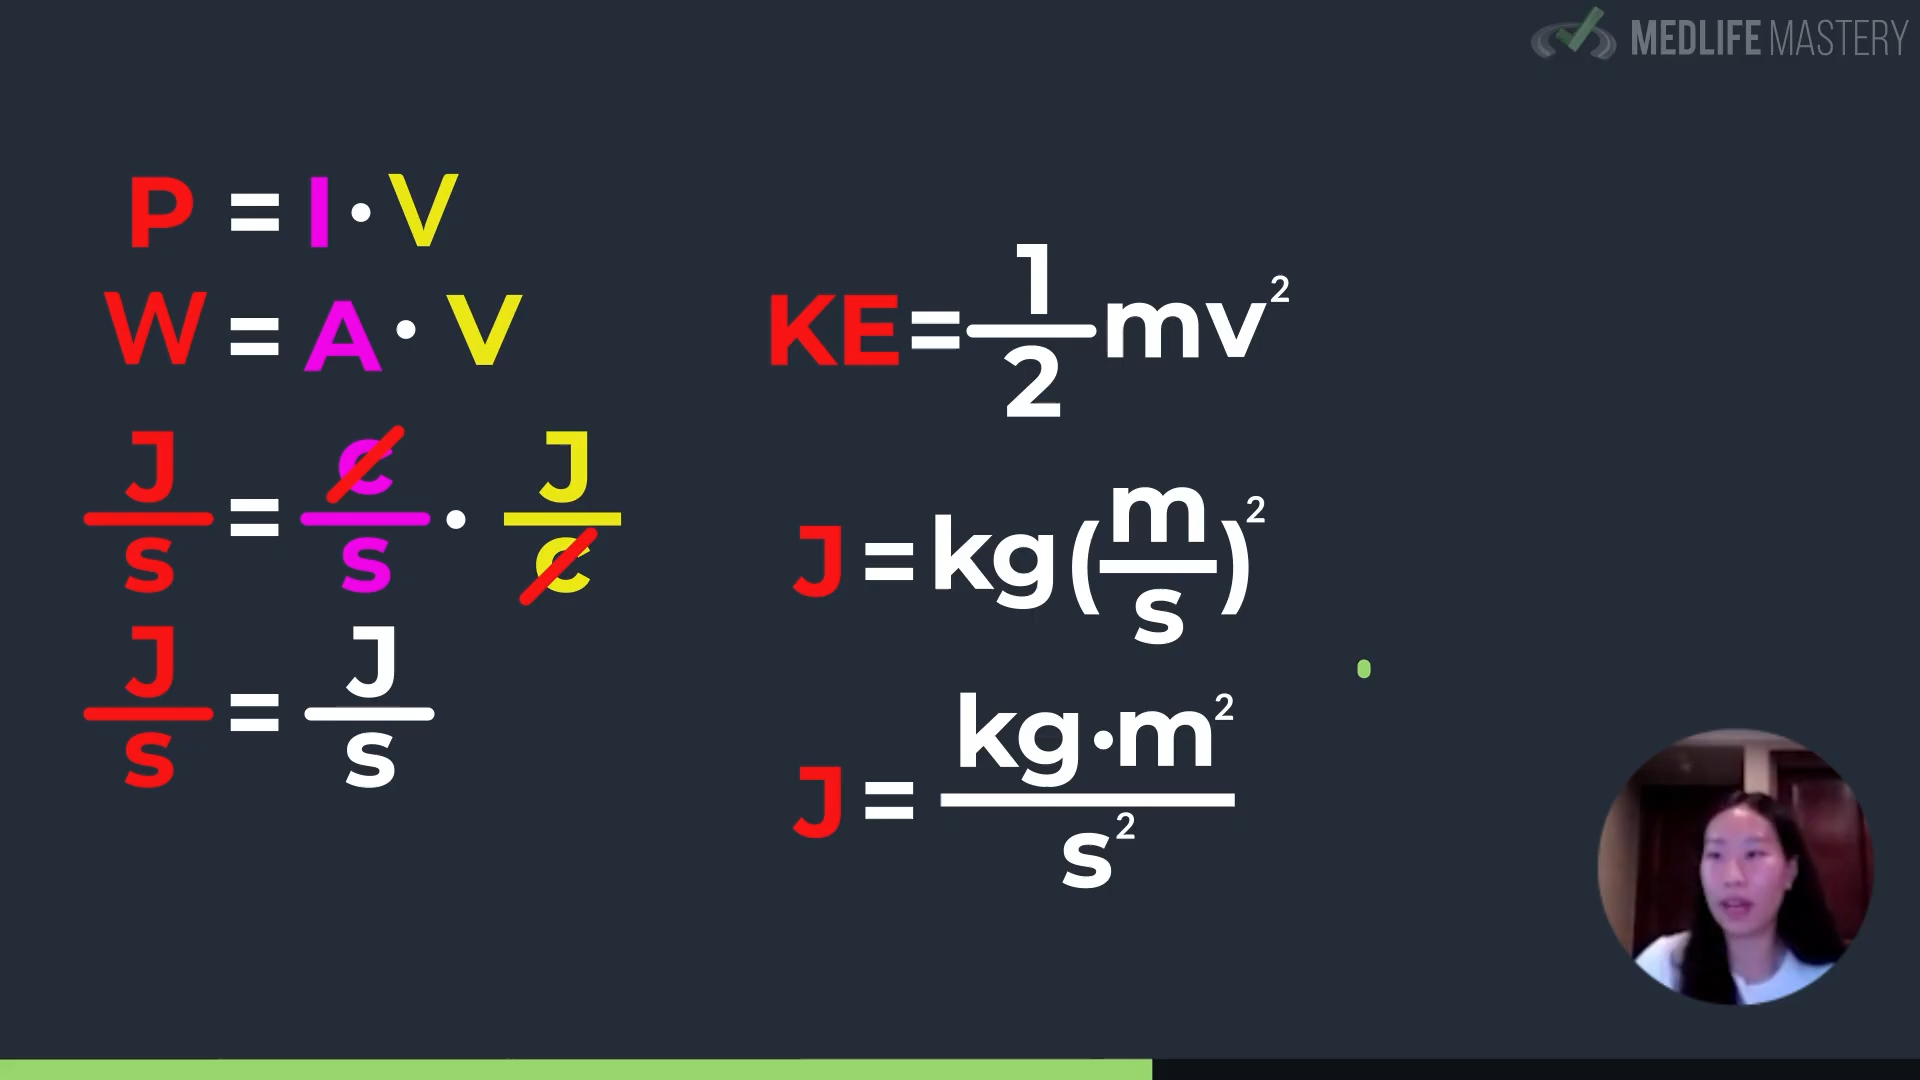 MEDLIFE MASTERY
P = I · V
W = A · V
J/s = c/s · J/c
J/s = J/s
KE = 1/2 mv²
J = kg(m/s)²
J = kg·m²/s²